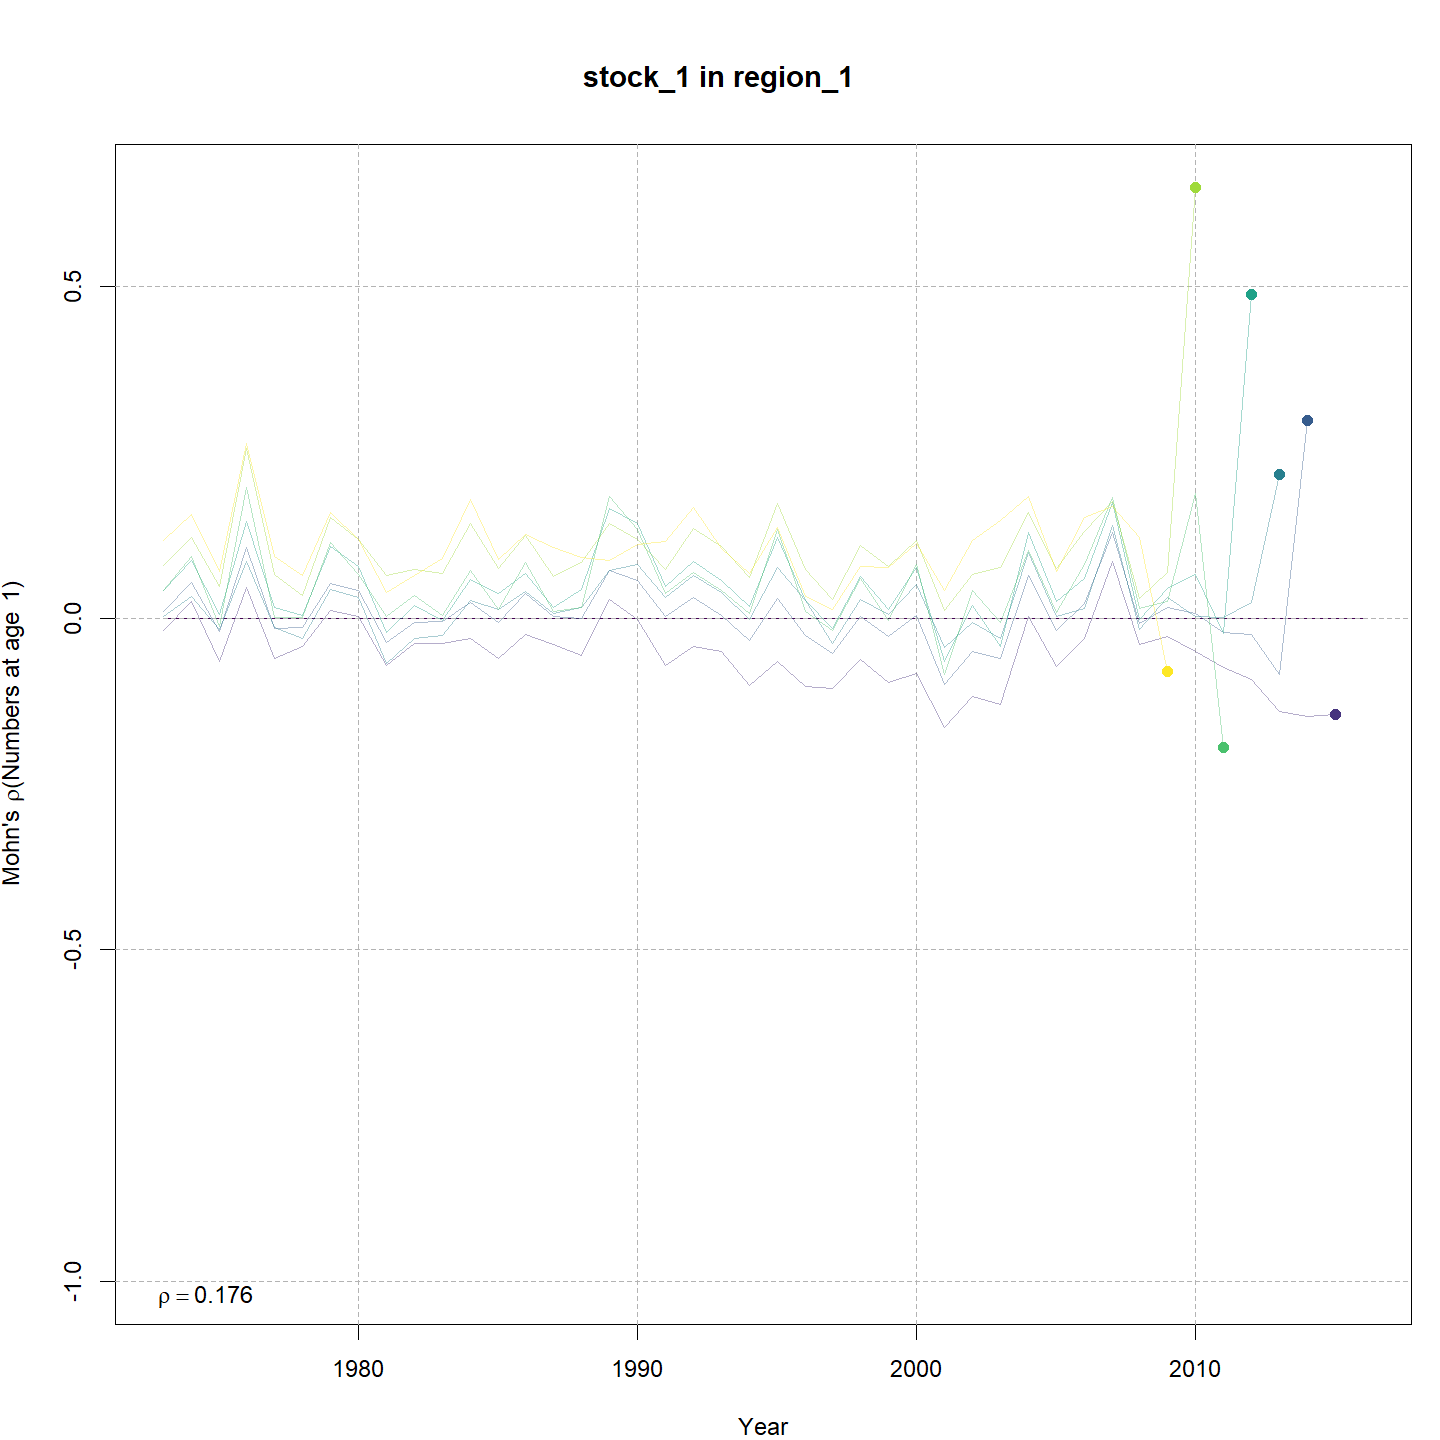 stock_1 in region_1
Mohn's ρ(Numbers at age 1)
0.5
0.0
-0.5
-1.0
ρ = 0.176
1980
1990
2000
2010
Year